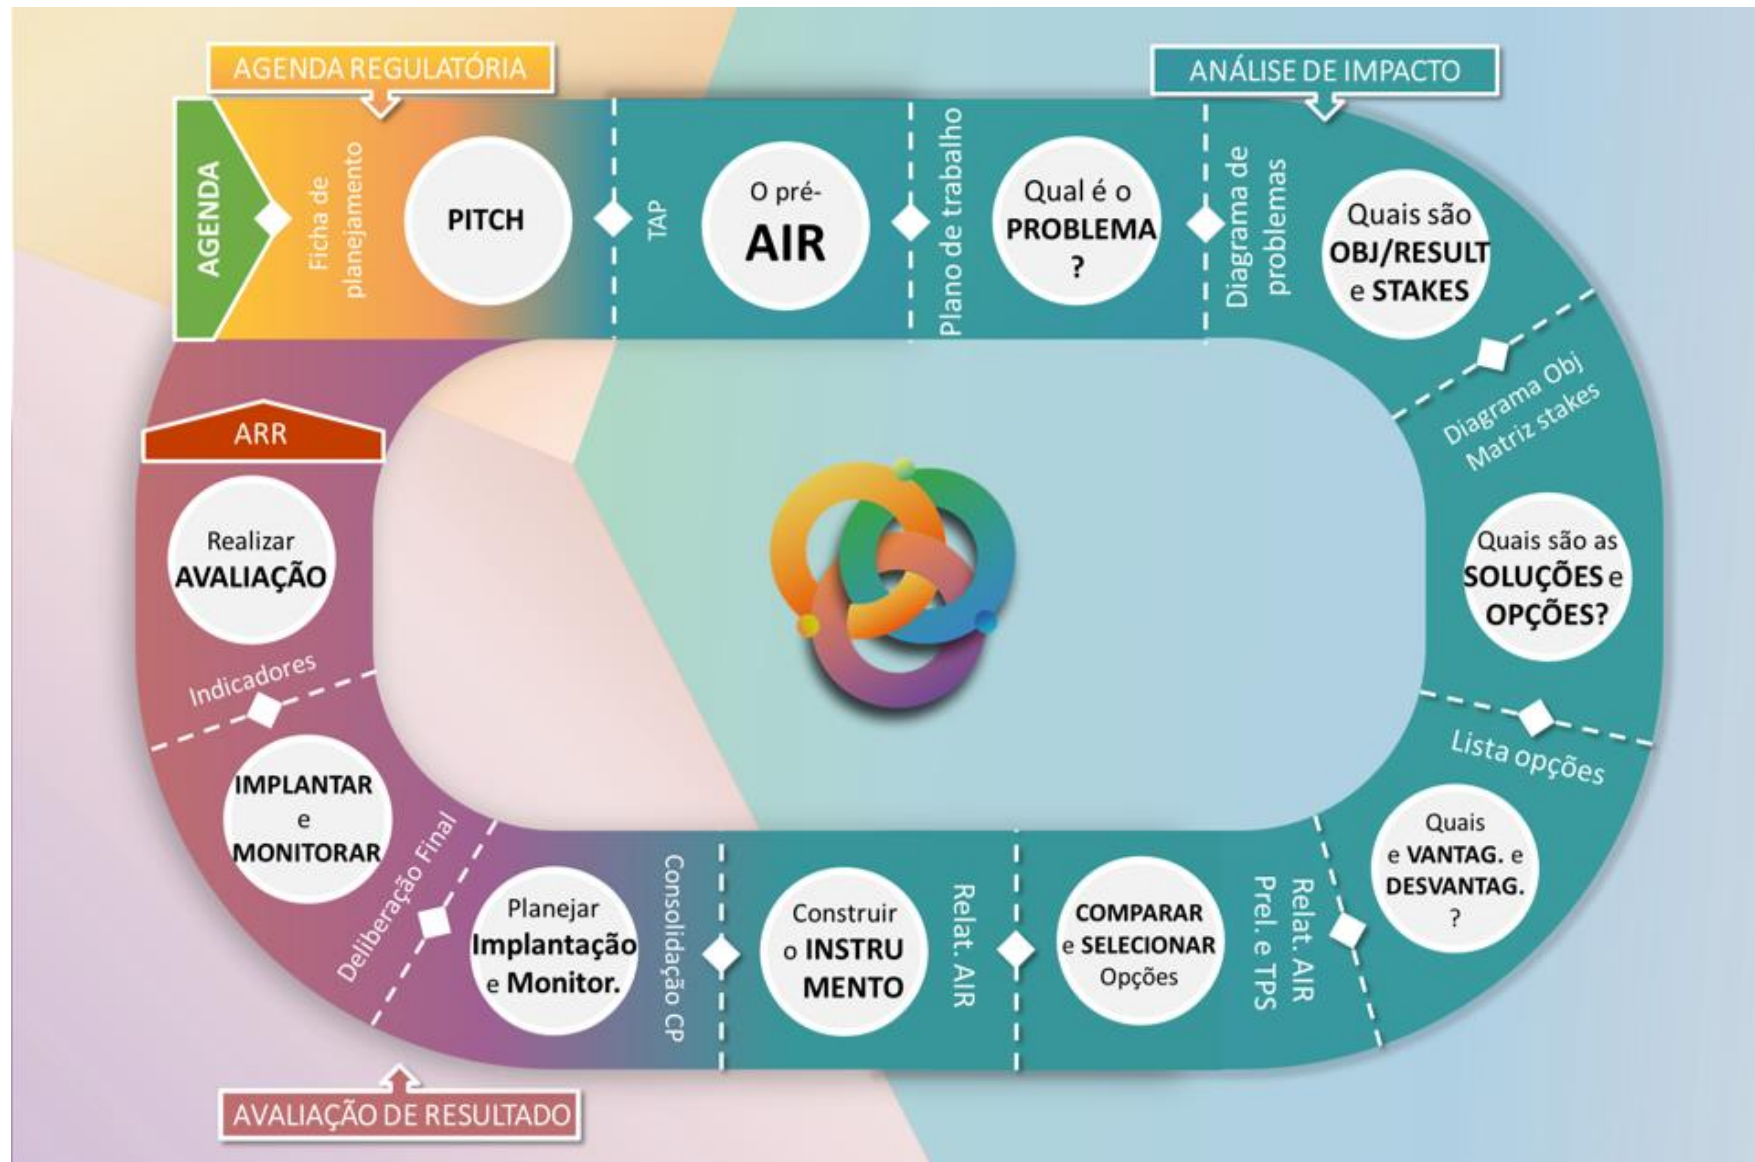 AGENDA REGULATÓRIA
ANÁLISE DE IMPACTO
AGENDA
Ficha de
planejamento
PITCH
TAP
O pré-
AIR
Plano de trabalho
Qual é o
PROBLEMA
?
Diagrama de
problemas
Quais são
OBJ/RESULT
e STAKES
Diagrama Obj
Matriz stakes
Quais são as
SOLUÇÕES e
OPÇÕES?
Lista opções
Quais
e VANTAG. e
DESVANTAG.
?
Relat. AIR
Prel. e TPS
COMPARAR
e SELECIONAR
Opções
Relat. AIR
Construir
o INSTRU
MENTO
Consolidação CP
Planejar
Implantação
e Monitor.
Deliberação Final
IMPLANTAR
e
MONITORAR
Indicadores
Realizar
AVALIAÇÃO
ARR
AVALIAÇÃO DE RESULTADO